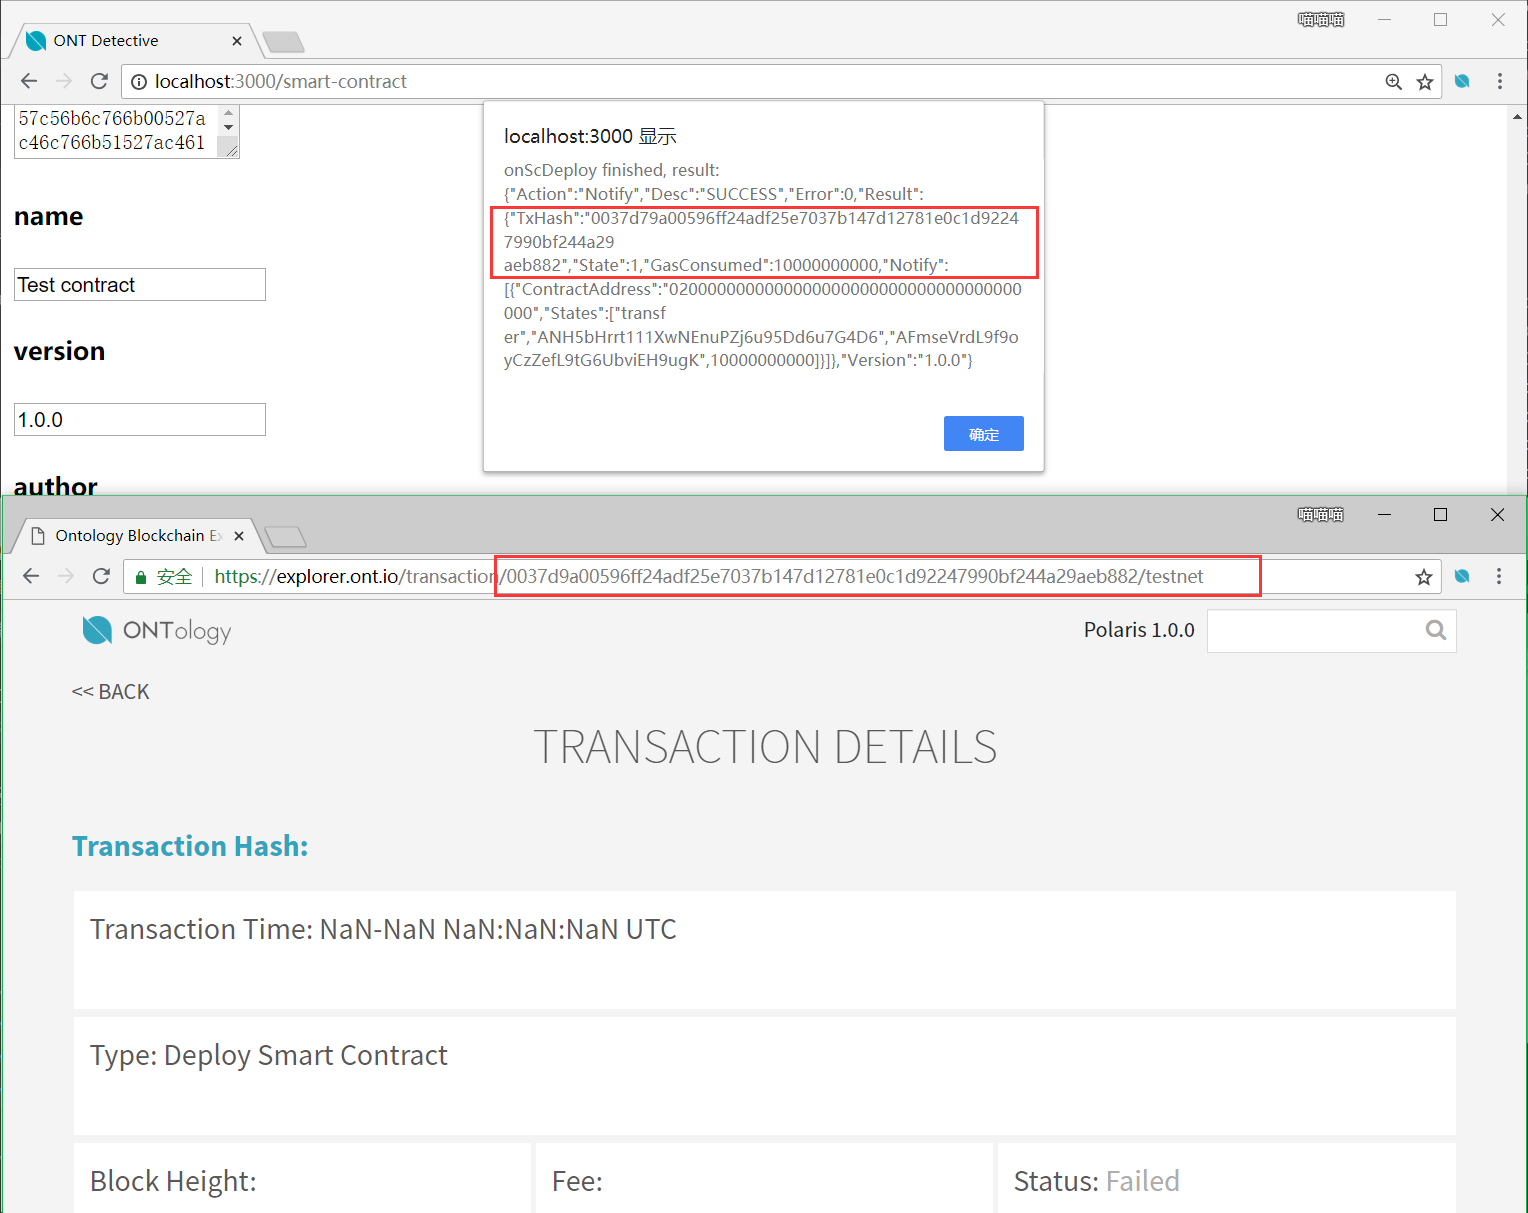 喵喵喵
ONT Detective
localhost:3000/smart-contract
57c56b6c766b00527a
c46c766b51527ac461
name
Test contract
version
1.0.0
author
localhost:3000 显示
onScDeploy finished, result:
{"Action":"Notify","Desc":"SUCCESS","Error":0,"Result":
{"TxHash":"0037d79a00596ff24adf25e7037b147d12781e0c1d9224
7990bf244a29
aeb882","State":1,"GasConsumed":10000000000,"Notify":
[{"ContractAddress":"02000000000000000000000000000000000000
000","States":["transf
er","ANH5bHrrt111XwNEnuPZj6u95Dd6u7G4D6","AFmseVrdL9f9o
yCzZefL9tG6UbviEH9ugK",10000000000]}]},"Version":"1.0.0"}
确定
喵喵喵
Ontology Blockchain Ex
安全
https://explorer.ont.io/transaction/0037d9a00596ff24adf25e7037b147d12781e0c1d92247990bf244a29aeb882/testnet
ONTology
Polaris 1.0.0
<< BACK
TRANSACTION DETAILS
Transaction Hash:
Transaction Time: NaN-NaN NaN:NaN:NaN UTC
Type: Deploy Smart Contract
Block Height:
Fee:
Status: Failed